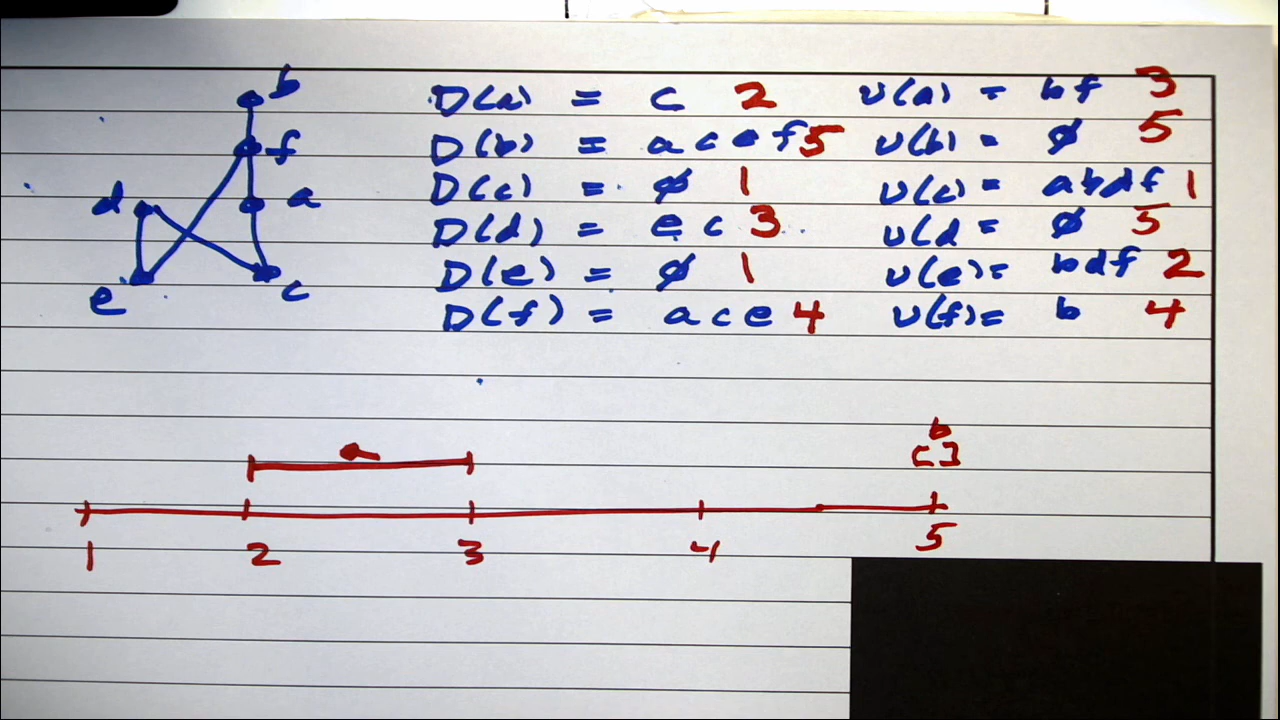 b
f
d
a
e
c
D(a) = c 2
U(a) = bf 3
D(b) = acef 5
U(b) = ø 5
D(c) = ø 1
U(c) = abdf 1
D(d) = ec 3
U(d = ø 5
D(e) = ø 1
U(e) = bdf 2
D(f) = ace 4
U(f) = b 4
a
b
[ ]
1 2 3 4 5